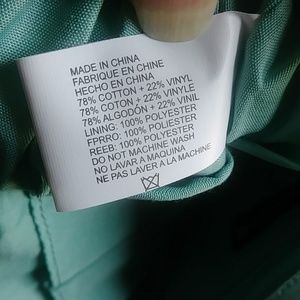 MADE IN CHINA
FABRIQUE EN CHINE
HECHO EN CHINA
78% COTTON + 22% VINYL
78% COTON + 22% VINYLE
78% ALGODÓN + 22% VINIL
LINING: 100% POLYESTER
FPRRO: 100% POLIESTER
REEB: 100% POLYESTER
DO NOT MACHINE WASH
NO LAVAR A MAQUINA
NE PAS LAVER A LA MACHINE